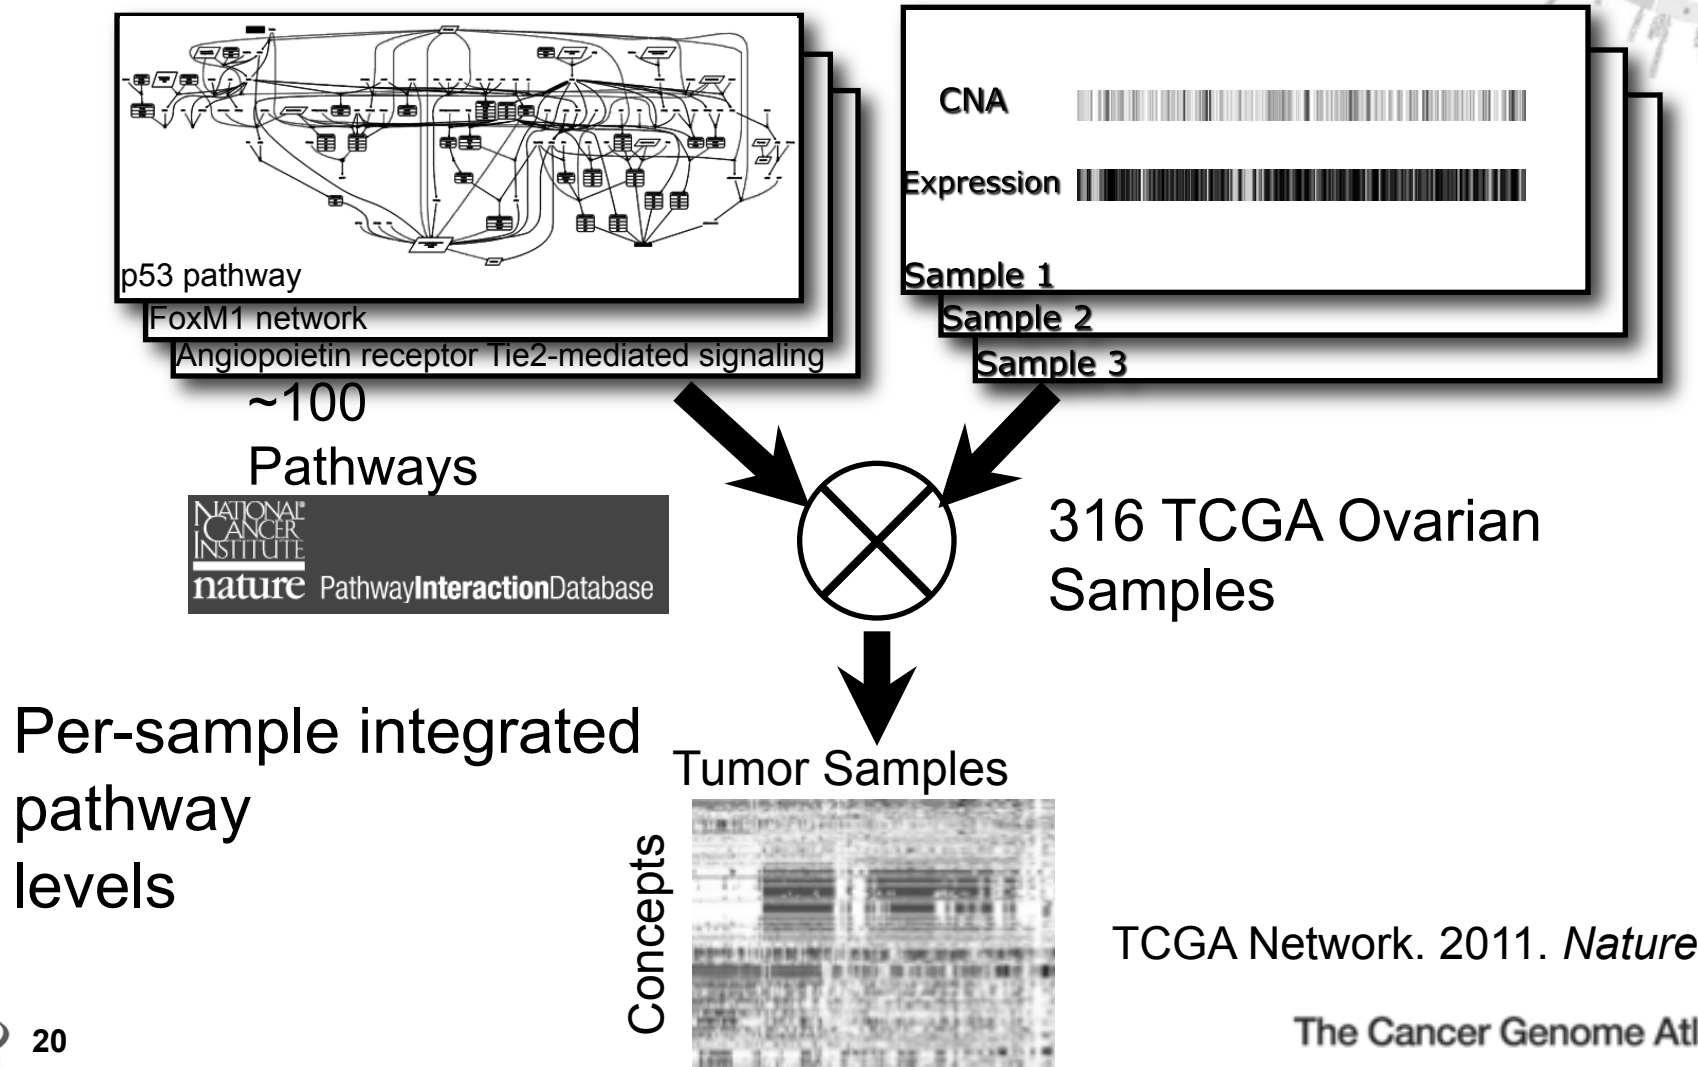 CNA
Expression
p53 pathway
Sample 1
FoxM1 network
Sample 2
Angiopoietin receptor Tie2-mediated signaling
Sample 3
~100
Pathways
NATIONAL®
CANCER
INSTITUTE
nature PathwayInteractionDatabase
316 TCGA Ovarian
Samples
Per-sample integrated
pathway
levels
Tumor Samples
Concepts
TCGA Network. 2011. Nature
20
The Cancer Genome Atl